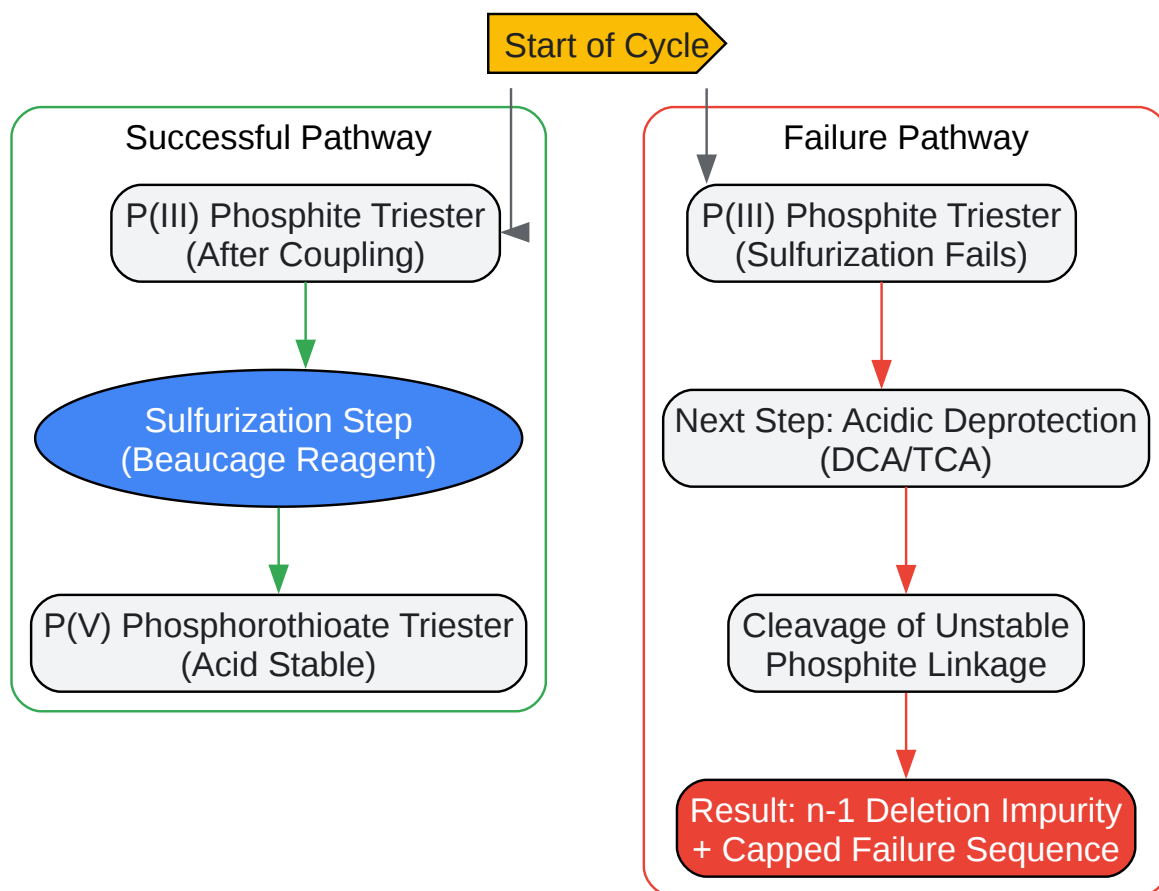 Start of Cycle
Successful Pathway
P(III) Phosphite Triester
(After Coupling)
Sulfurization Step
(Beaucage Reagent)
P(V) Phosphorothioate Triester
(Acid Stable)
Failure Pathway
P(III) Phosphite Triester
(Sulfurization Fails)
Next Step: Acidic Deprotection
(DCA/TCA)
Cleavage of Unstable
Phosphite Linkage
Result: n-1 Deletion Impurity
+ Capped Failure Sequence